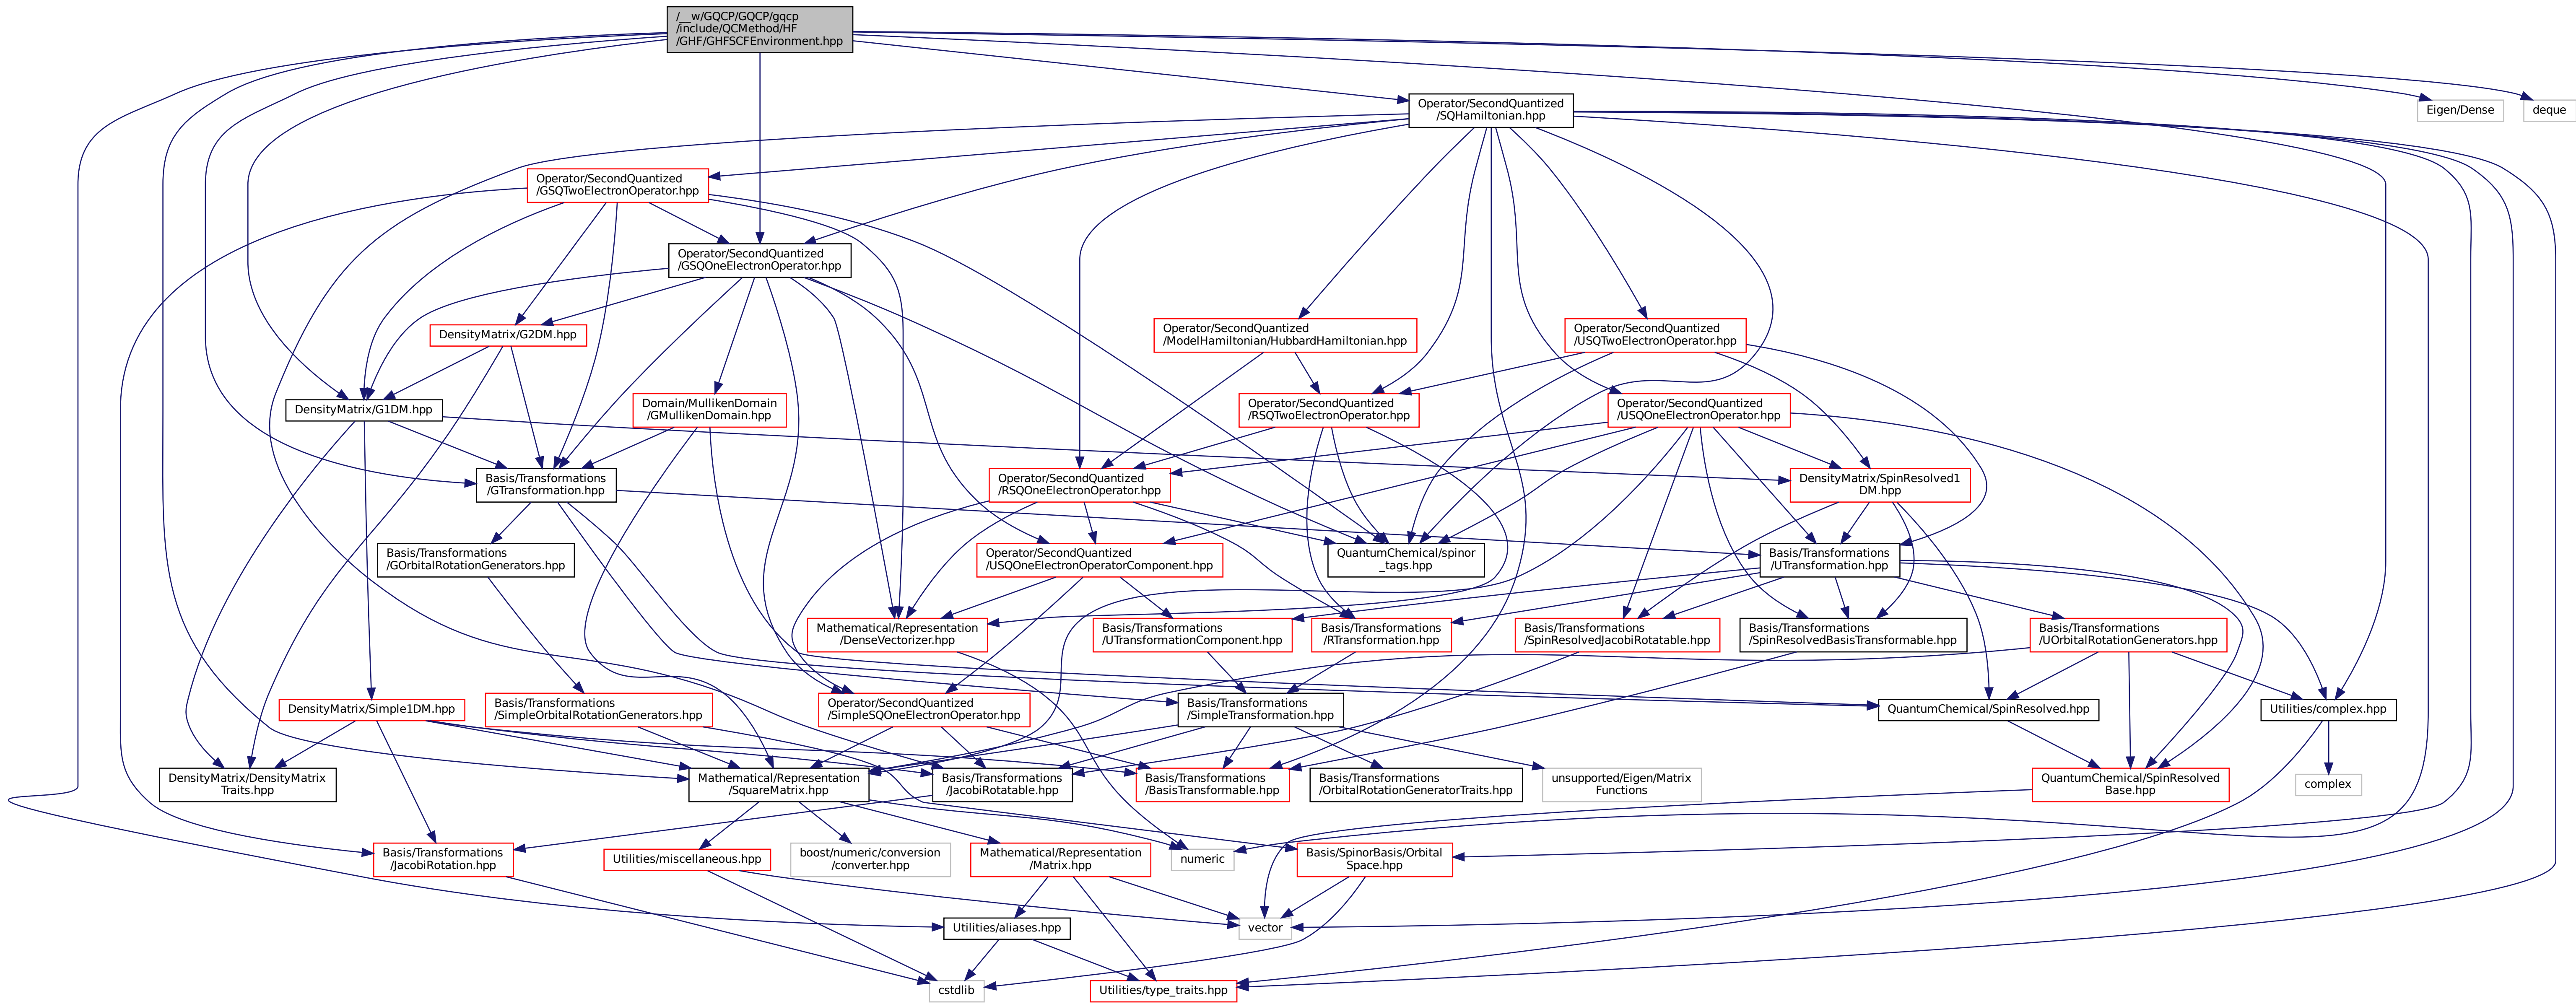 /__w/GQCP/GQCP/gqcp
/include/QCMethod/HF
/GHF/GHFSCFEnvironment.hpp
Operator/SecondQuantized
/SQHamiltonian.hpp
Eigen/Dense
deque
Operator/SecondQuantized
/GSQTwoElectronOperator.hpp
Operator/SecondQuantized
/GSQOneElectronOperator.hpp
DensityMatrix/G2DM.hpp
Operator/SecondQuantized
/ModelHamiltonian/HubbardHamiltonian.hpp
Operator/SecondQuantized
/USQTwoElectronOperator.hpp
DensityMatrix/G1DM.hpp
Domain/MullikenDomain
/GMullikenDomain.hpp
Operator/SecondQuantized
/RSQTwoElectronOperator.hpp
Operator/SecondQuantized
/USQOneElectronOperator.hpp
Basis/Transformations
/GTransformation.hpp
Operator/SecondQuantized
/RSQOneElectronOperator.hpp
DensityMatrix/SpinResolved1
DM.hpp
Basis/Transformations
/GOrbitalRotationGenerators.hpp
Operator/SecondQuantized
/USQOneElectronOperatorComponent.hpp
QuantumChemical/spinor
_tags.hpp
Basis/Transformations
/UTransformation.hpp
Mathematical/Representation
/DenseVectorizer.hpp
Basis/Transformations
/UTransformationComponent.hpp
Basis/Transformations
/RTransformation.hpp
Basis/Transformations
/SpinResolvedJacobiRotatable.hpp
Basis/Transformations
/SpinResolvedBasisTransformable.hpp
Basis/Transformations
/UOrbitalRotationGenerators.hpp
DensityMatrix/Simple1DM.hpp
Basis/Transformations
/SimpleOrbitalRotationGenerators.hpp
Operator/SecondQuantized
/SimpleSQOneElectronOperator.hpp
Basis/Transformations
/SimpleTransformation.hpp
QuantumChemical/SpinResolved.hpp
Utilities/complex.hpp
DensityMatrix/DensityMatrix
Traits.hpp
Mathematical/Representation
/SquareMatrix.hpp
Basis/Transformations
/JacobiRotatable.hpp
Basis/Transformations
/BasisTransformable.hpp
Basis/Transformations
/OrbitalRotationGeneratorTraits.hpp
unsupported/Eigen/Matrix
Functions
QuantumChemical/SpinResolved
Base.hpp
complex
Basis/Transformations
/JacobiRotation.hpp
Utilities/miscellaneous.hpp
boost/numeric/conversion
/converter.hpp
Mathematical/Representation
/Matrix.hpp
numeric
Basis/SpinorBasis/Orbital
Space.hpp
Utilities/aliases.hpp
vector
cstdlib
Utilities/type_traits.hpp